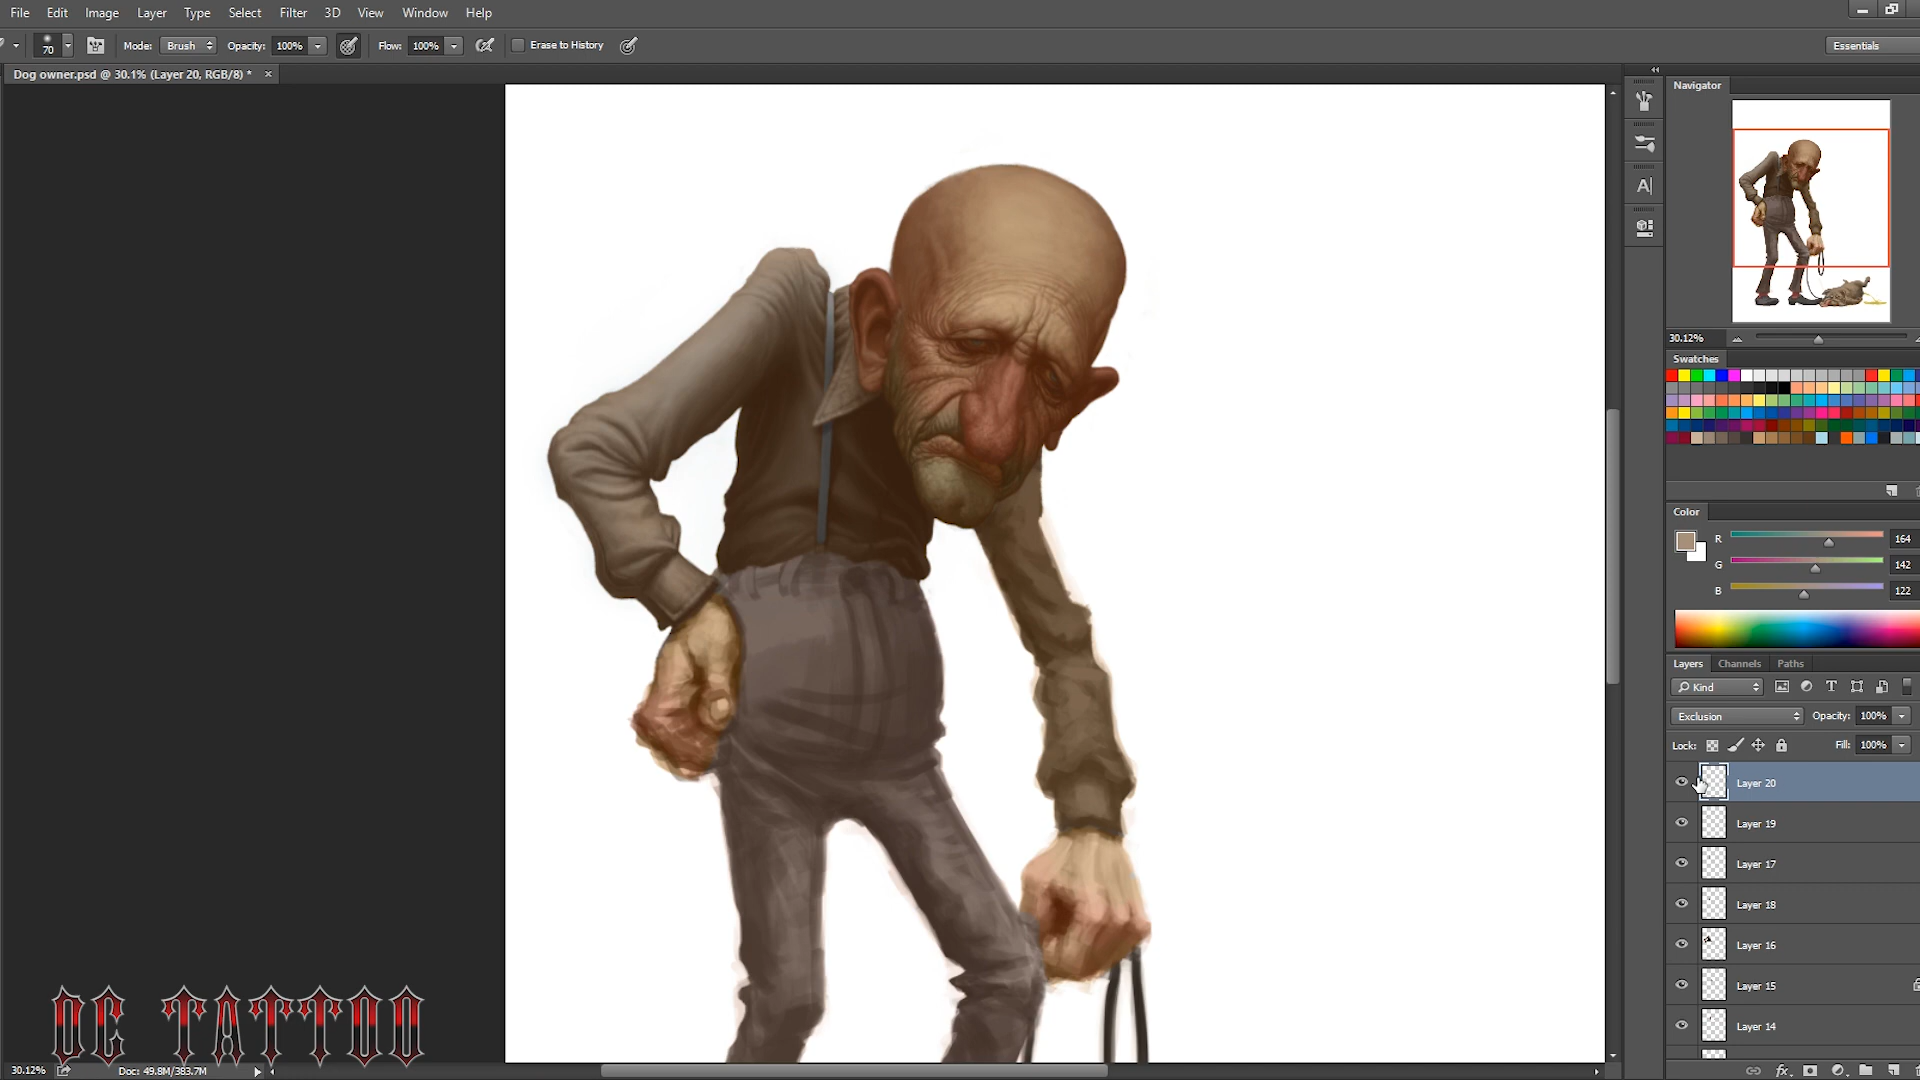 File Edit Image Layer Type Select Filter 3D View Window Help
70 Mode: Brush Opacity: 100% Flow: 100% Erase to History Essentials
Dog owner.psd @ 30.1% (Layer 20, RGB/8) * ×
Navigator
30.12%
Swatches
Color
R 164
G 142
B 122
Layers Channels Paths
Kind
Exclusion Opacity: 100%
Lock: Fill: 100%
Layer 20
Layer 19
Layer 17
Layer 18
Layer 16
Layer 15
Layer 14
DC TATTOO
30.12% Doc: 49.8M/383.7M